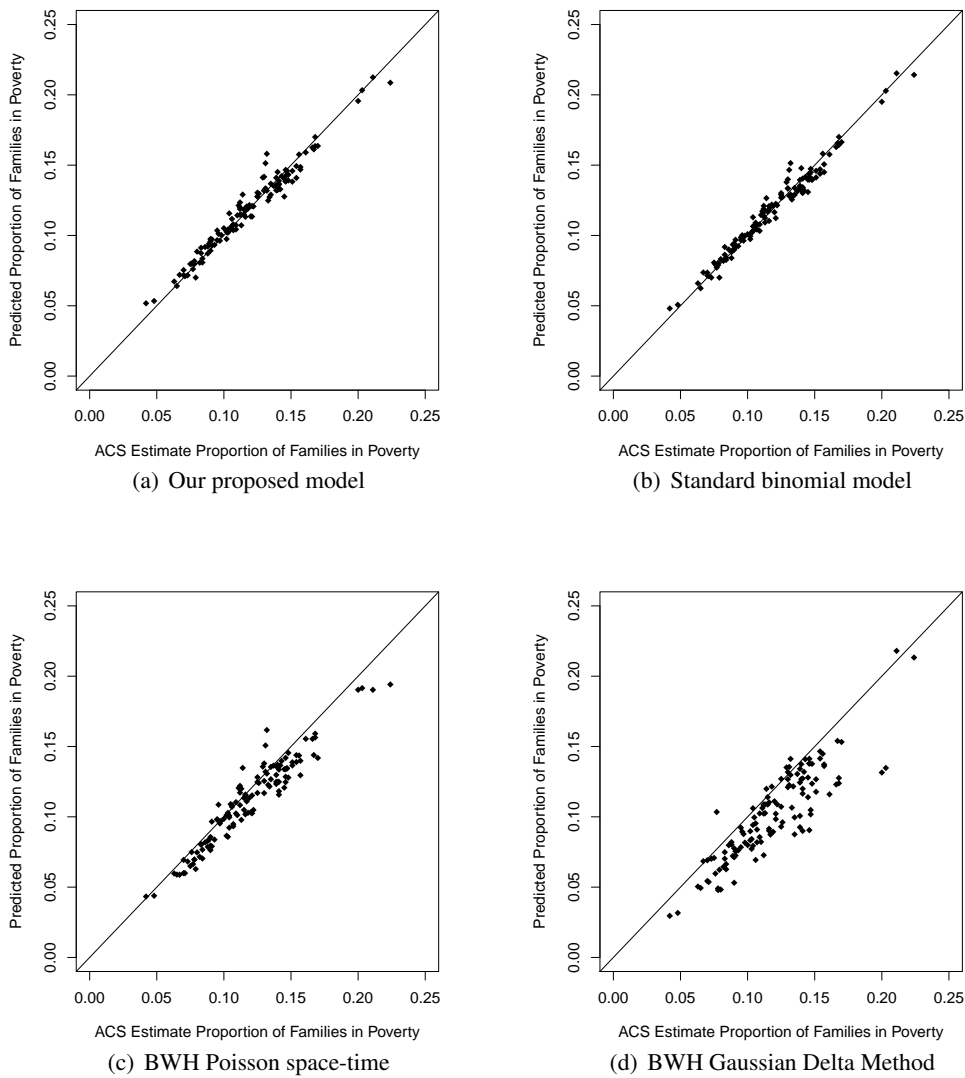 0.25
0.20
0.15
0.10
0.05
0.00
Predicted Proportion of Families in Poverty
0.00 0.05 0.10 0.15 0.20 0.25
ACS Estimate Proportion of Families in Poverty
(a) Our proposed model
0.25
0.20
0.15
0.10
0.05
0.00
Predicted Proportion of Families in Poverty
0.00 0.05 0.10 0.15 0.20 0.25
ACS Estimate Proportion of Families in Poverty
(b) Standard binomial model
0.25
0.20
0.15
0.10
0.05
0.00
Predicted Proportion of Families in Poverty
0.00 0.05 0.10 0.15 0.20 0.25
ACS Estimate Proportion of Families in Poverty
(c) BWH Poisson space-time
0.25
0.20
0.15
0.10
0.05
0.00
Predicted Proportion of Families in Poverty
0.00 0.05 0.10 0.15 0.20 0.25
ACS Estimate Proportion of Families in Poverty
(d) BWH Gaussian Delta Method